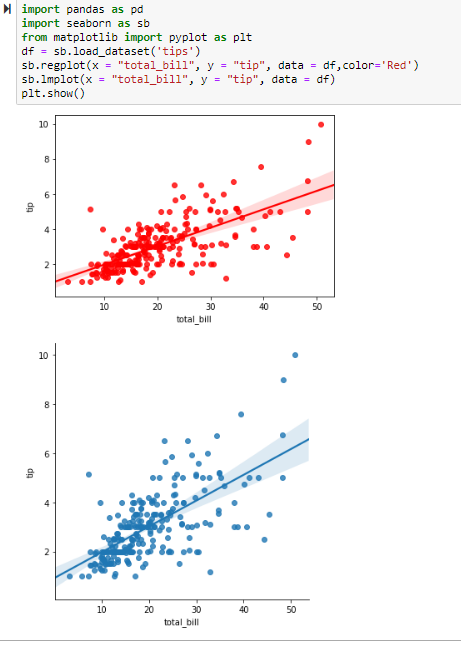 import pandas as pd
import seaborn as sb
from matplotlib import pyplot as plt
df = sb.load_dataset('tips')
sb.regplot(x = "total_bill", y = "tip", data = df,color='Red')
sb.lmplot(x = "total_bill", y = "tip", data = df)
plt.show()
10
8
6
tip
4
2
10 20 30 40 50
total_bill
10
8
6
tip
4
2
10 20 30 40 50
total_bill